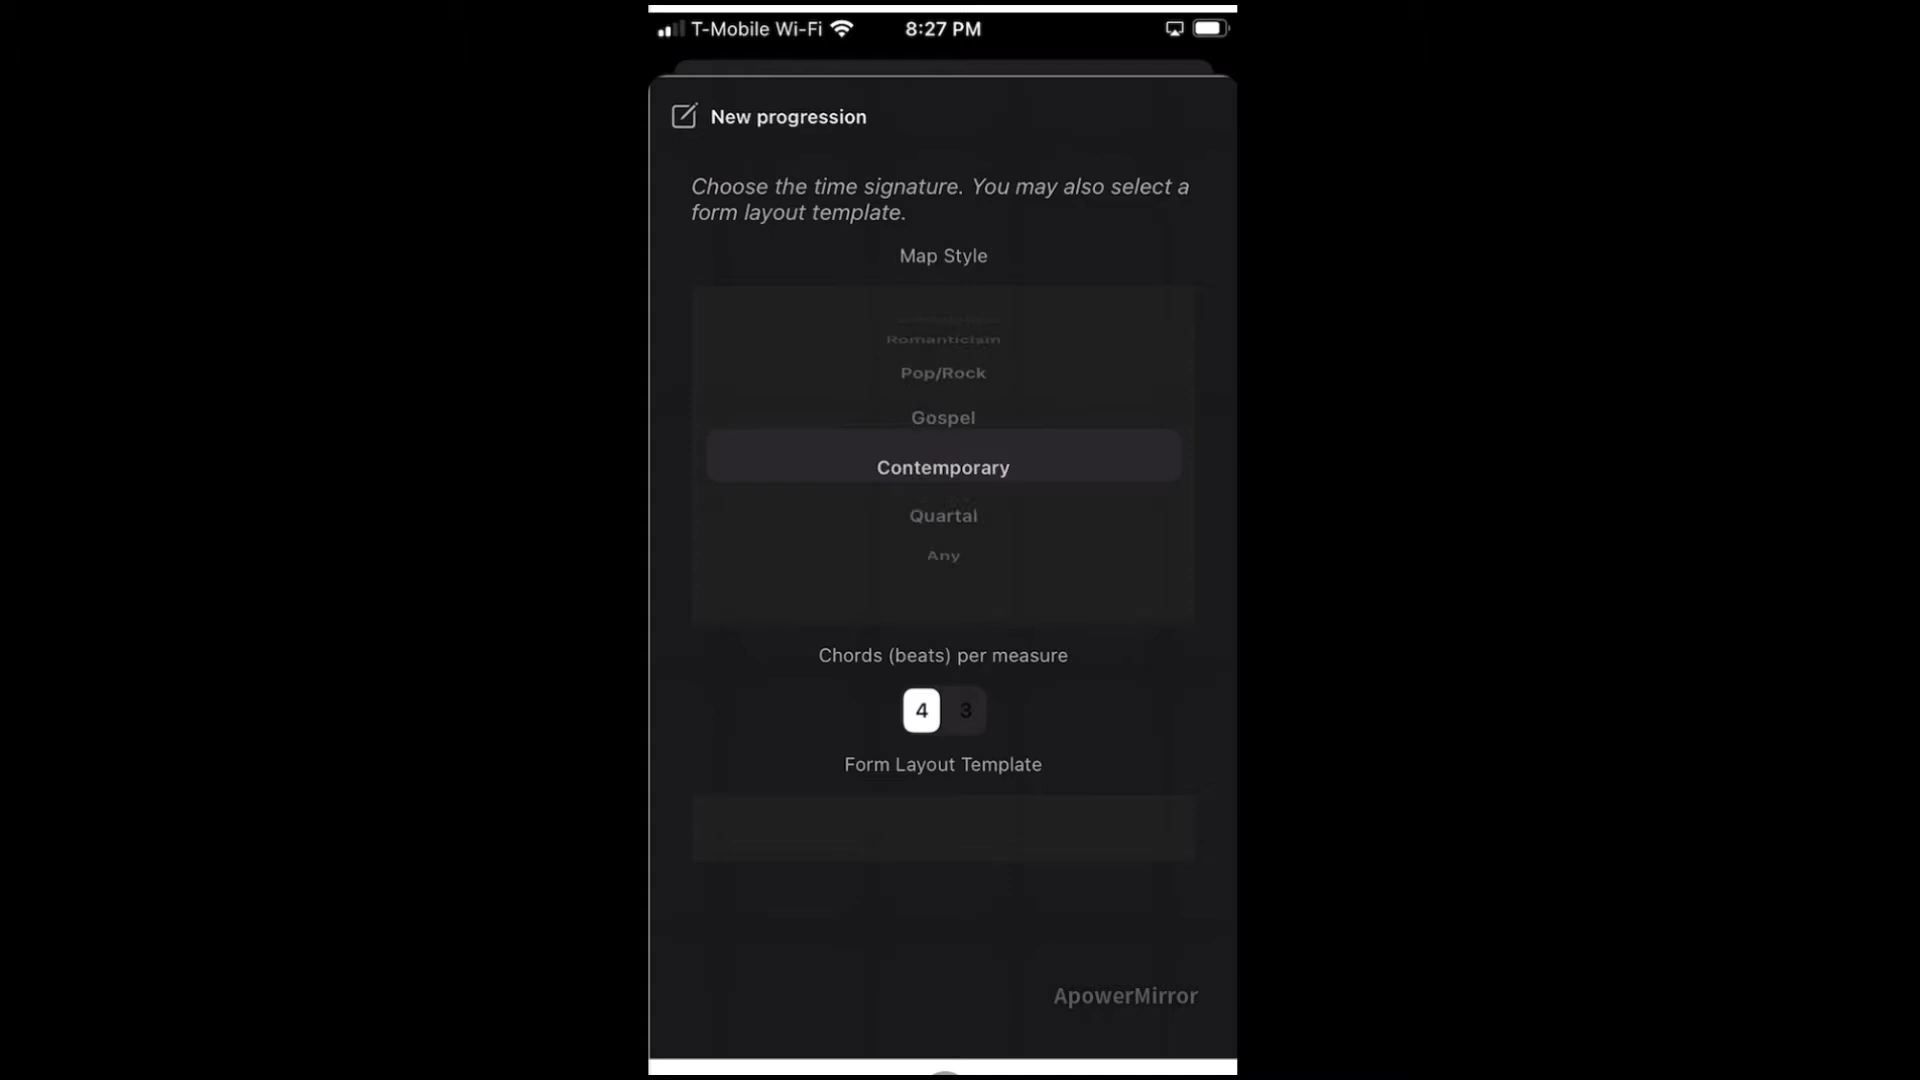 T-Mobile Wi-Fi 8:27 PM
New progression
Choose the time signature. You may also select a
form layout template.
Map Style
Romanticism
Pop/Rock
Gospel
Contemporary
Quartal
Any
Chords (beats) per measure
4 3
Form Layout Template
ApowerMirror